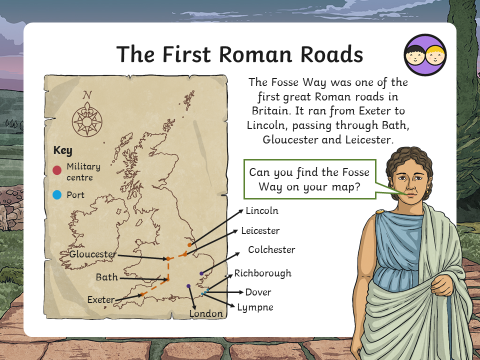 The First Roman Roads
The Fosse Way was one of the
first great Roman roads in
Britain. It ran from Exeter to
Lincoln, passing through Bath,
Gloucester and Leicester.
N
Key
Military
centre
Port
Can you find the Fosse
Way on your map?
Lincoln
Leicester
Colchester
Gloucester
Richborough
Bath
Dover
Exeter
Lympne
London